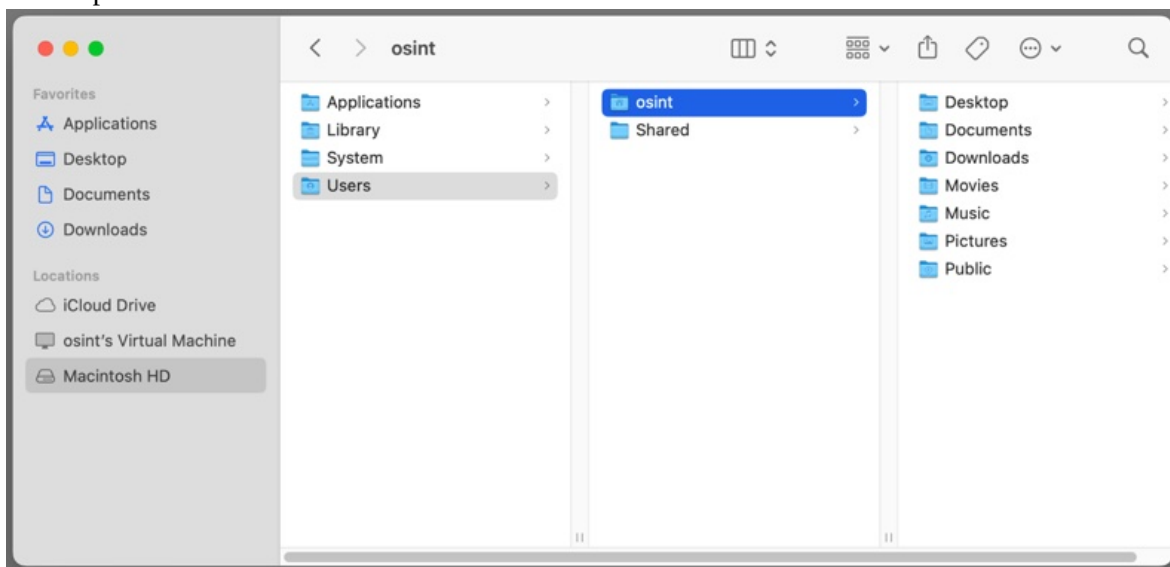 osint
Favorites
Applications
Desktop
Documents
Downloads
Locations
iCloud Drive
osint's Virtual Machine
Macintosh HD
Applications
Library
System
Users
osint
Shared
Desktop
Documents
Downloads
Movies
Music
Pictures
Public